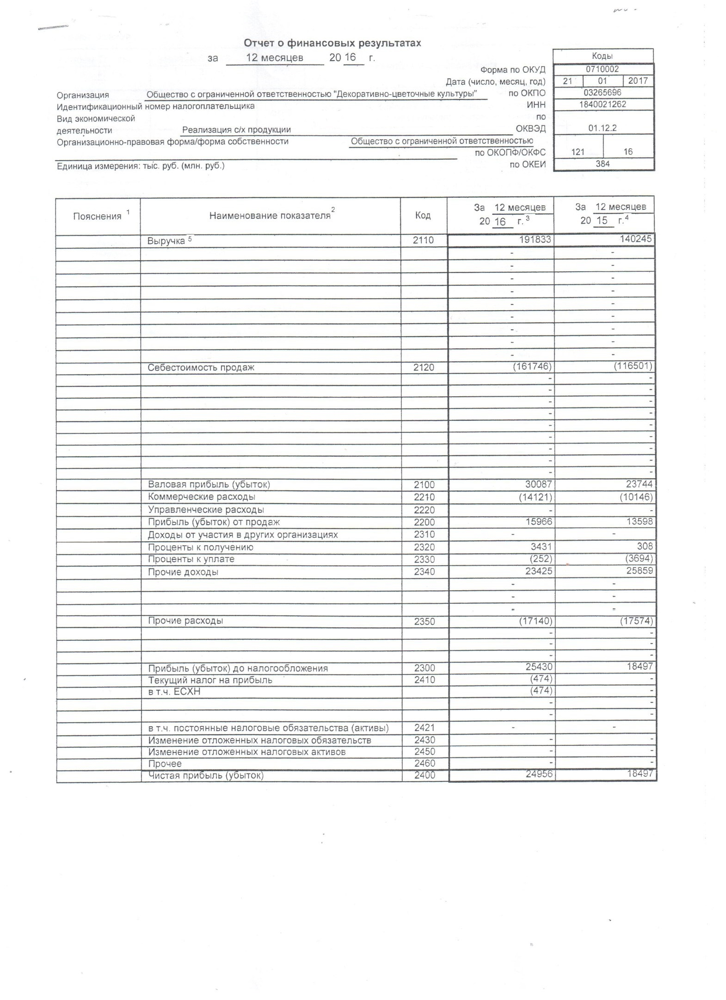 Отчет о финансовых результатах
за 12 месяцев 20 16 г.
Коды
Форма по ОКУД 0710002
Дата (число, месяц, год) 21 01 2017
Организация Общество с ограниченной ответственностью "Декоративно-цветочные культуры" по ОКПО 03265696
Идентификационный номер налогоплательщика ИНН 1840021262
Вид экономической по
деятельности Реализация с/х продукции ОКВЭД 01.12.2
Организационно-правовая форма/форма собственности Общество с ограниченной ответственностью
по ОКОПФ/ОКФС 121 16
Единица измерения: тыс. руб. (млн. руб.) по ОКЕИ 384
Пояснения 1 Наименование показателя 2 Код За 12 месяцев 20 16 г. 3 За 12 месяцев 20 15 г. 4
Выручка 5 2110 191833 140245
- -
- -
- -
- -
- -
- -
- -
- -
- -
Себестоимость продаж 2120 (161746) (116501)
- -
- -
- -
- -
- -
- -
- -
- -
- -
Валовая прибыль (убыток) 2100 30087 23744
Коммерческие расходы 2210 (14121) (10146)
Управленческие расходы 2220 - -
Прибыль (убыток) от продаж 2200 15966 13598
Доходы от участия в других организациях 2310 - -
Проценты к получению 2320 3431 308
Проценты к уплате 2330 (252) (3694)
Прочие доходы 2340 23425 25859
- -
- -
- -
Прочие расходы 2350 (17140) (17574)
- -
- -
- -
Прибыль (убыток) до налогообложения 2300 25430 18497
Текущий налог на прибыль 2410 (474) -
в т.ч. ЕСХН (474) -
- -
- -
в т.ч. постоянные налоговые обязательства (активы) 2421 - -
Изменение отложенных налоговых обязательств 2430 - -
Изменение отложенных налоговых активов 2450 - -
Прочее 2460 - -
Чистая прибыль (убыток) 2400 24956 18497